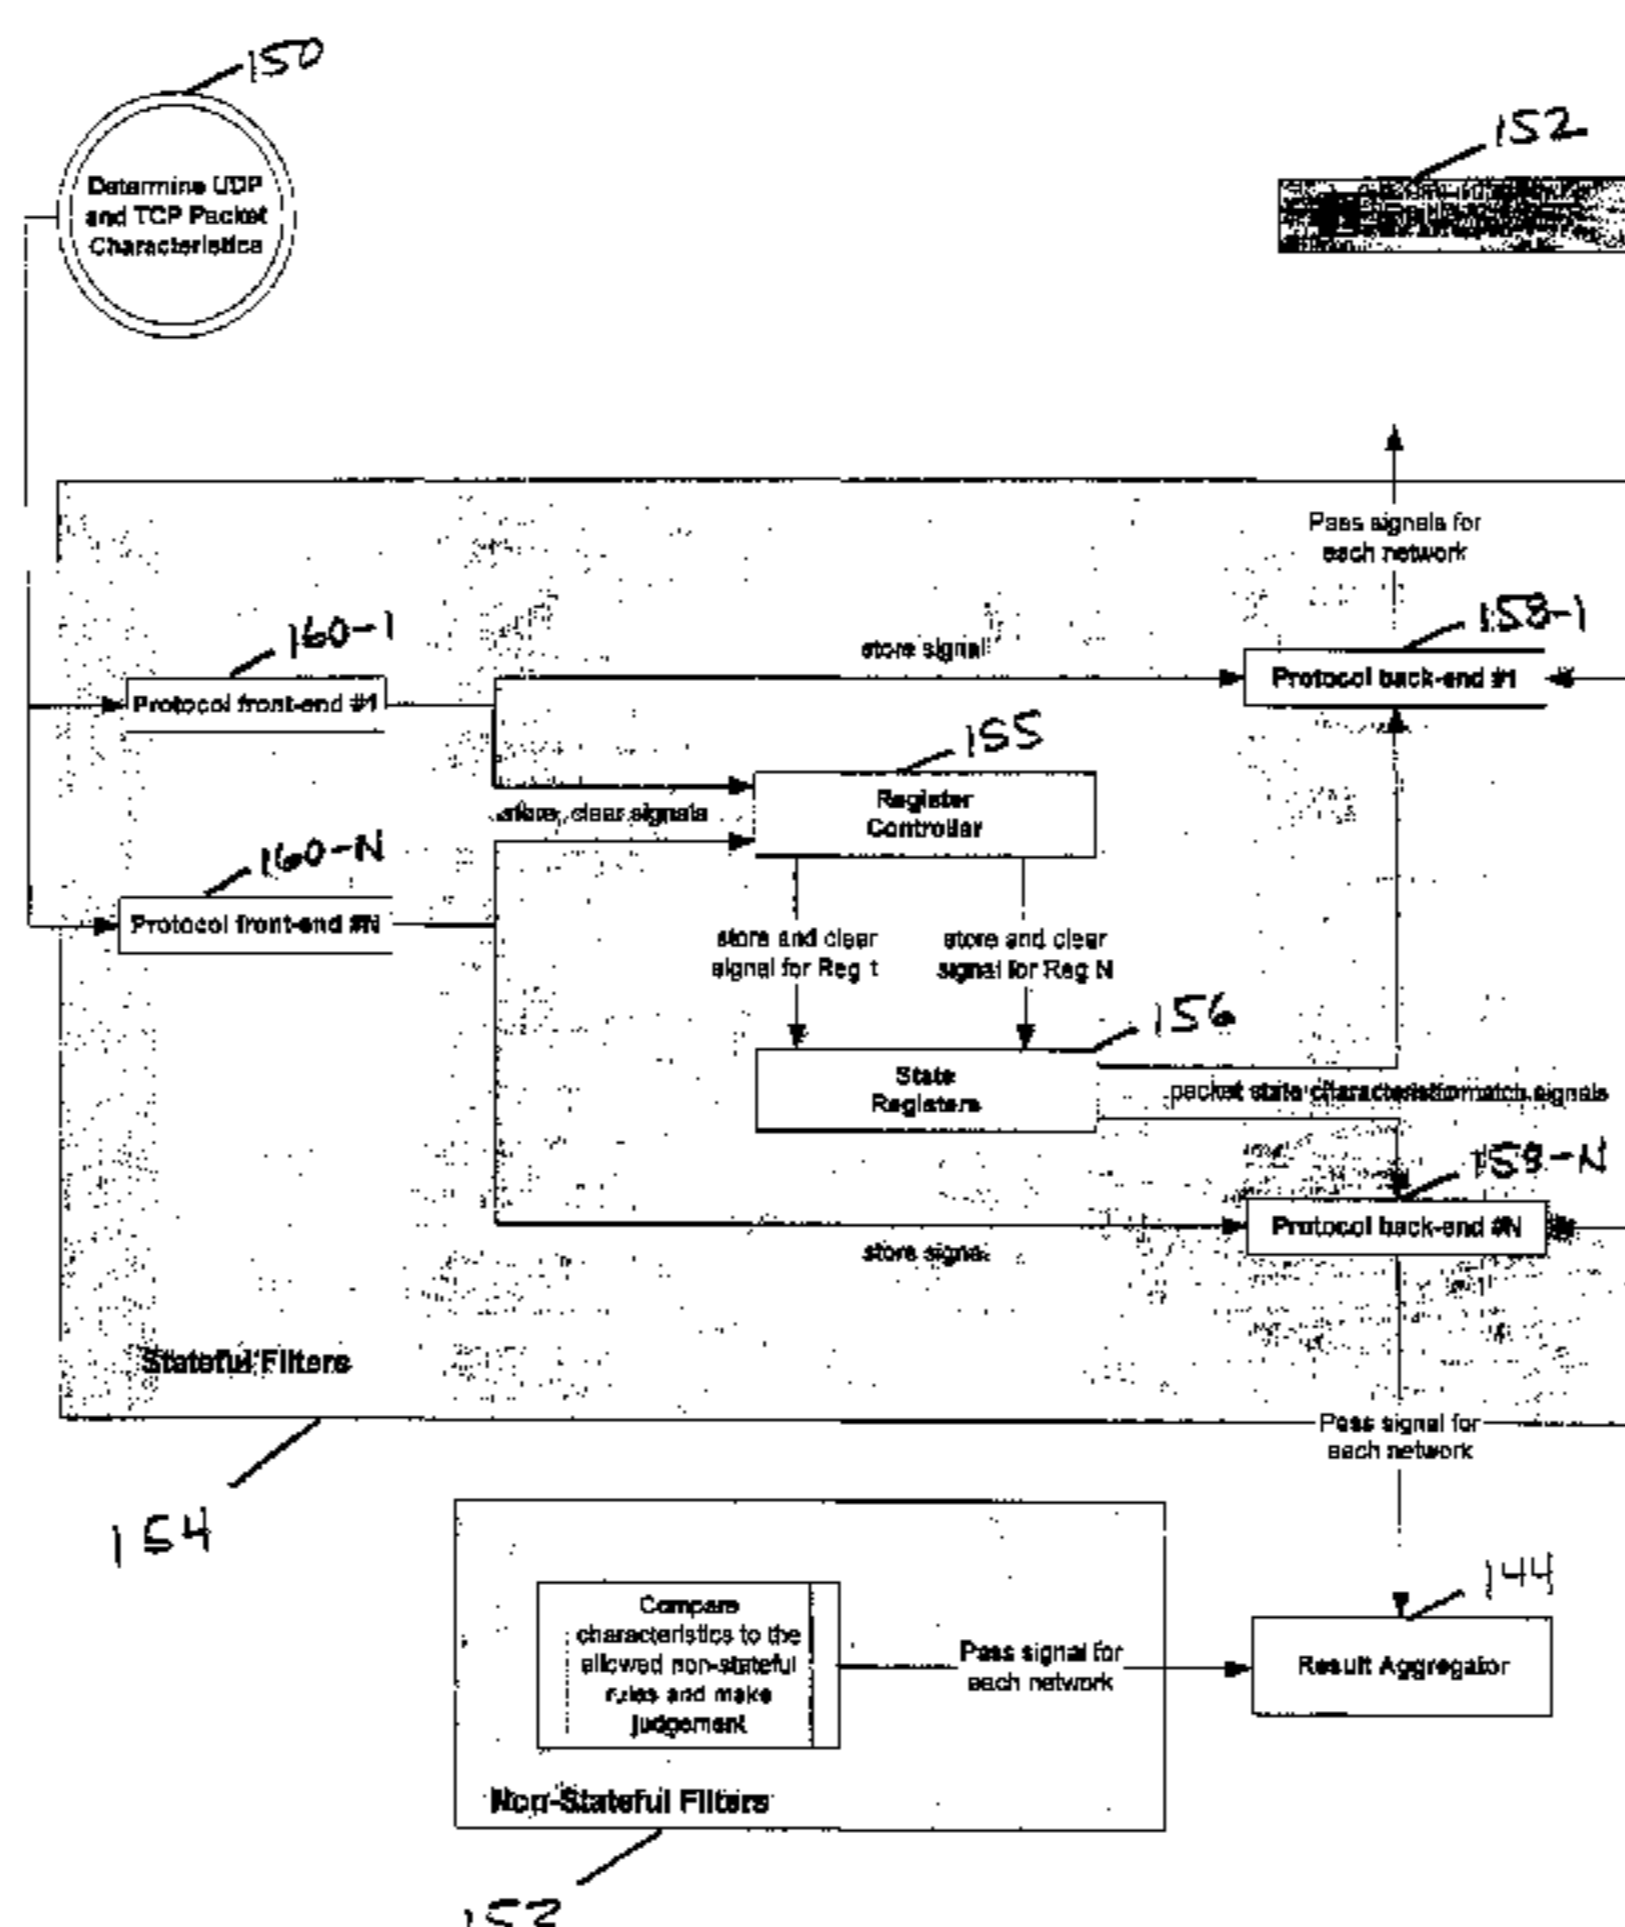 150
Determine UDP
and TCP Packet
Characteristics
152
Pass signals for
each network
160-1
158-1
store signal
Protocol front-end #1
Protocol back-end #1
155
Register
Controller
store, clear signals
160-N
Protocol front-end #N
store and clear
signal for Reg 1
store and clear
signal for Reg N
156
State
Registers
packet state characteristic match signals
158-N
Protocol back-end #N
store signal
Stateful Filters
Pass signal for
each network
154
144
Compare
characteristics to the
allowed non-stateful
rules and make
judgement
Pass signal for
each network
Result Aggregator
Non-Stateful Filters